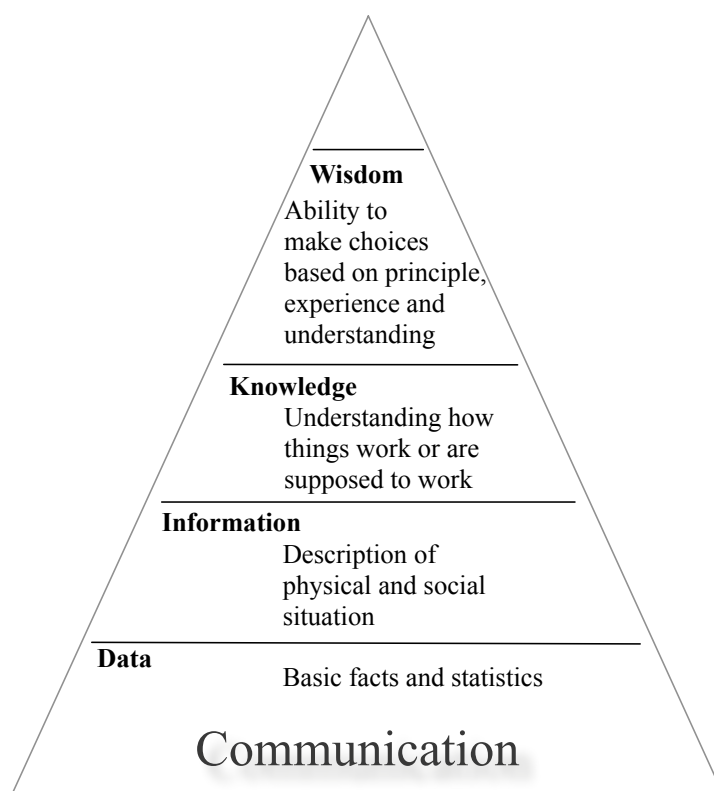 Wisdom
Ability to
make choices
based on principle,
experience and
understanding
Knowledge
Understanding how
things work or are
supposed to work
Information
Description of
physical and social
situation
Data
Basic facts and statistics
Communication